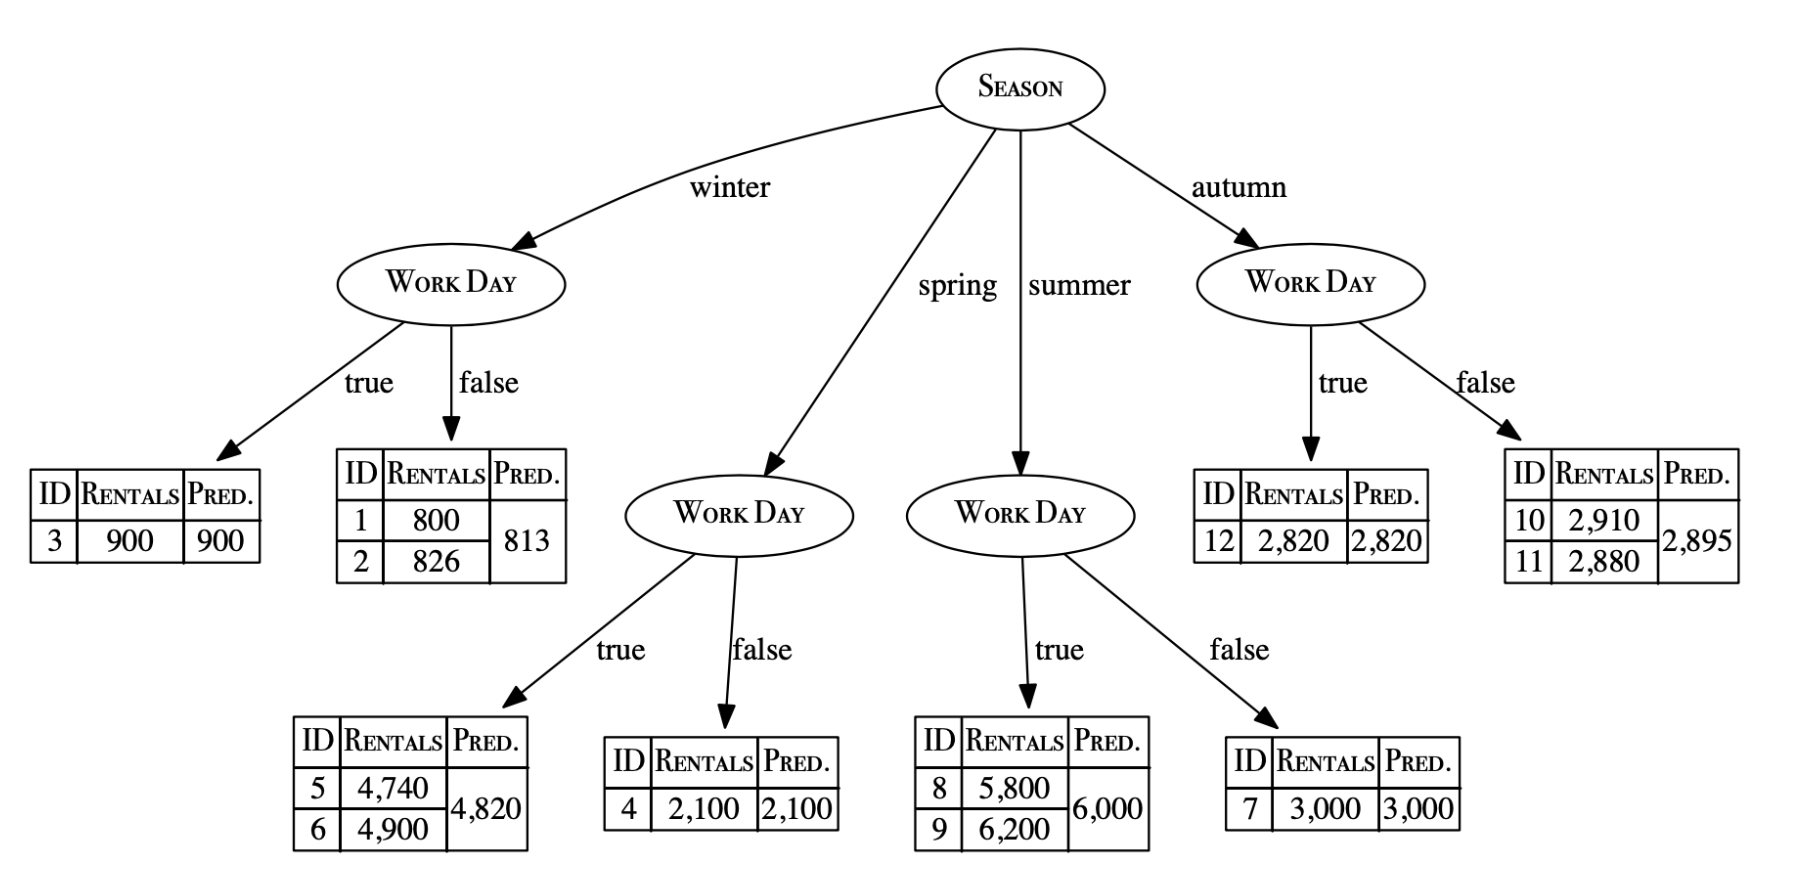 SEASON
winter
autumn
WORK DAY
WORK DAY
spring
summer
true
false
true
false
ID RENTALS PRED.
3 900 900
ID RENTALS PRED.
1 800 813
2 826
WORK DAY
WORK DAY
ID RENTALS PRED.
12 2,820 2,820
ID RENTALS PRED.
10 2,910 2,895
11 2,880
true
false
true
false
ID RENTALS PRED.
5 4,740 4,820
6 4,900
ID RENTALS PRED.
4 2,100 2,100
ID RENTALS PRED.
8 5,800 6,000
9 6,200
ID RENTALS PRED.
7 3,000 3,000